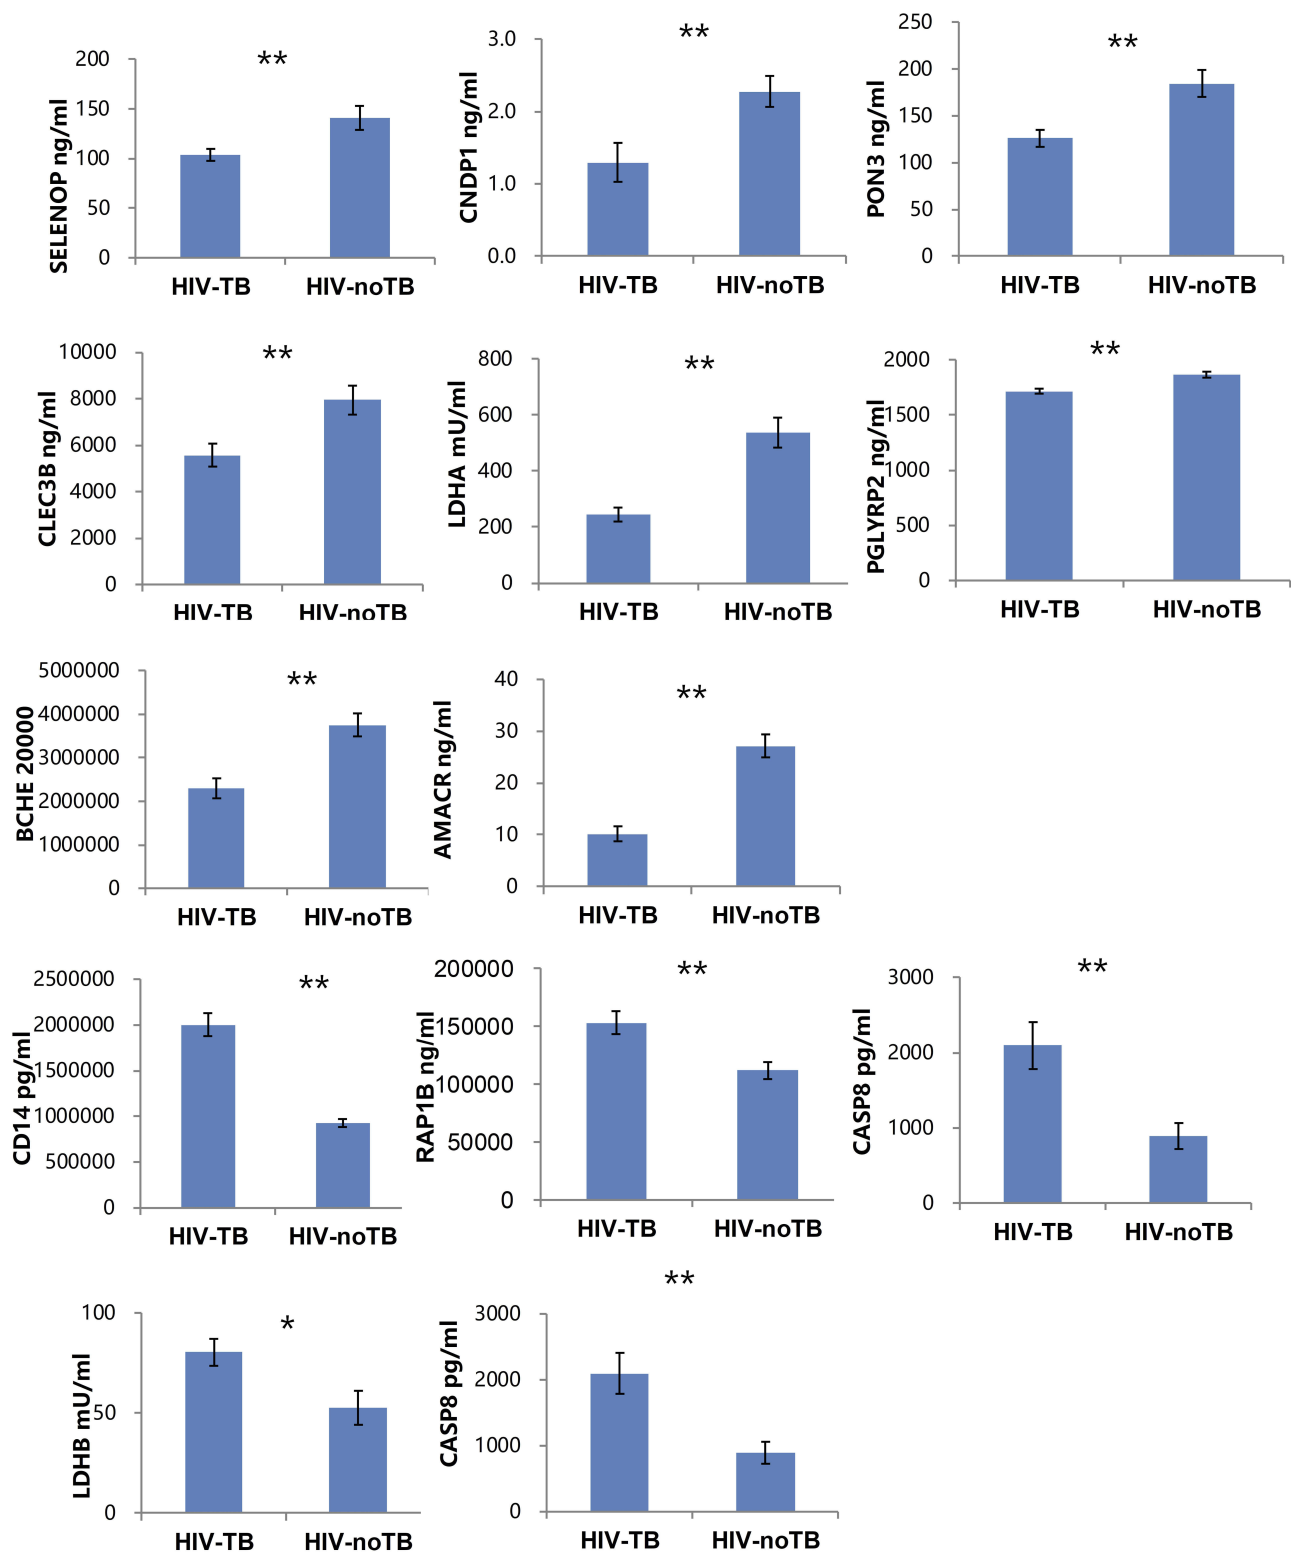 **
SELENOP ng/ml
200
150
100
50
0
HIV-TB HIV-noTB
**
CNDP1 ng/ml
3.0
2.0
1.0
0.0
HIV-TB HIV-noTB
**
PON3 ng/ml
250
200
150
100
50
0
HIV-TB HIV-noTB
**
CLEC3B ng/ml
10000
8000
6000
4000
2000
0
HIV-TB HIV-noTB
**
LDHA mU/ml
800
600
400
200
0
HIV-TB HIV-noTB
**
PGLYRP2 ng/ml
2000
1500
1000
500
0
HIV-TB HIV-noTB
**
BCHE 20000
5000000
4000000
3000000
2000000
1000000
0
HIV-TB HIV-noTB
**
AMACR ng/ml
40
30
20
10
0
HIV-TB HIV-noTB
**
CD14 pg/ml
2500000
2000000
1500000
1000000
500000
0
HIV-TB HIV-noTB
**
RAP1B ng/ml
200000
150000
100000
50000
0
HIV-TB HIV-noTB
**
CASP8 pg/ml
3000
2000
1000
0
HIV-TB HIV-noTB
*
LDHB mU/ml
100
50
0
HIV-TB HIV-noTB
**
CASP8 pg/ml
3000
2000
1000
0
HIV-TB HIV-noTB